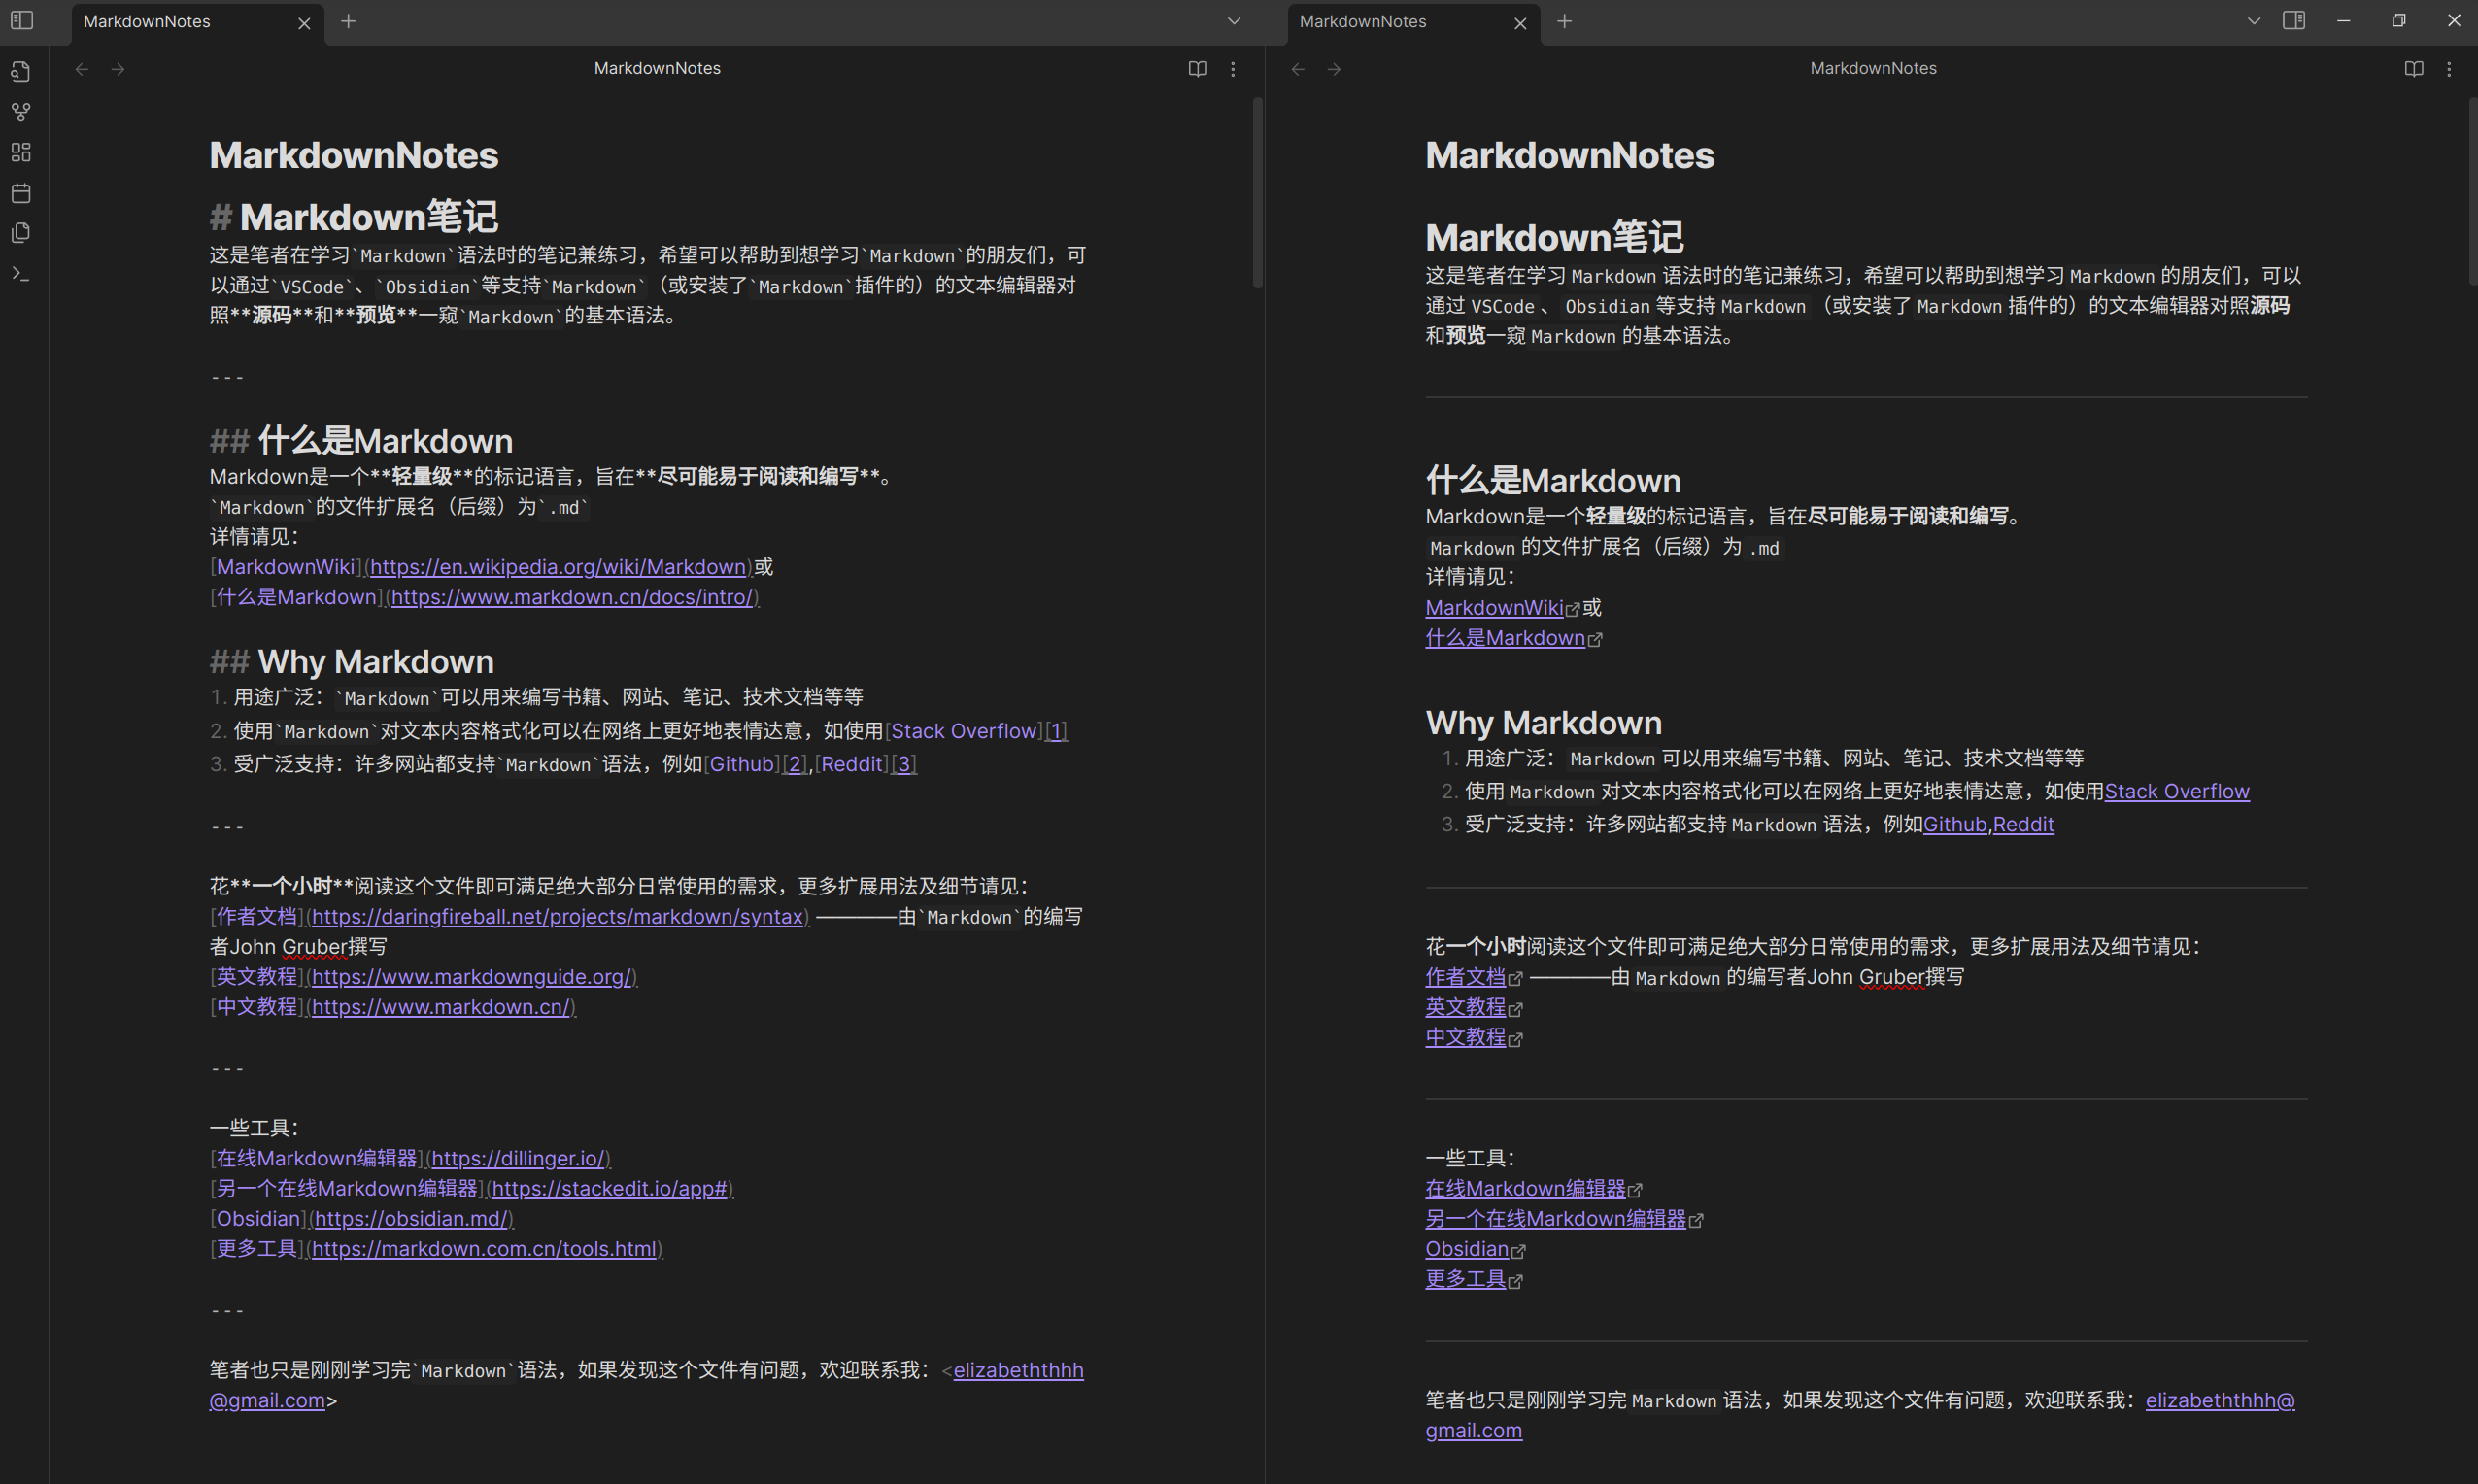 MarkdownNotes
MarkdownNotes
MarkdownNotes
MarkdownNotes
# Markdown笔记
这是笔者在学习`Markdown`语法时的笔记兼练习，希望可以帮助到想学习`Markdown`的朋友们，可
以通过`VSCode`、`Obsidian`等支持`Markdown`（或安装了`Markdown`插件的）的文本编辑器对
照**源码**和**预览**一窥`Markdown`的基本语法。
---
## 什么是Markdown
Markdown是一个**轻量级**的标记语言，旨在**尽可能易于阅读和编写**。
`Markdown`的文件扩展名（后缀）为`.md`
详情请见：
[MarkdownWiki](https://en.wikipedia.org/wiki/Markdown)或
[什么是Markdown](https://www.markdown.cn/docs/intro/)
## Why Markdown
1. 用途广泛：`Markdown`可以用来编写书籍、网站、笔记、技术文档等等
2. 使用`Markdown`对文本内容格式化可以在网络上更好地表情达意，如使用[Stack Overflow][1]
3. 受广泛支持：许多网站都支持`Markdown`语法，例如[Github][2],[Reddit][3]
---
花**一个小时**阅读这个文件即可满足绝大部分日常使用的需求，更多扩展用法及细节请见：
[作者文档](https://daringfireball.net/projects/markdown/syntax) ————由`Markdown`的编写
者John Gruber撰写
[英文教程](https://www.markdownguide.org/)
[中文教程](https://www.markdown.cn/)
---
一些工具：
[在线Markdown编辑器](https://dillinger.io/)
[另一个在线Markdown编辑器](https://stackedit.io/app#)
[Obsidian](https://obsidian.md/)
[更多工具](https://markdown.com.cn/tools.html)
---
笔者也只是刚刚学习完`Markdown`语法，如果发现这个文件有问题，欢迎联系我：<elizabeththhh
@gmail.com>
MarkdownNotes
MarkdownNotes
Markdown笔记
这是笔者在学习 Markdown 语法时的笔记兼练习，希望可以帮助到想学习 Markdown 的朋友们，可以
通过 VSCode 、 Obsidian 等支持 Markdown （或安装了 Markdown 插件的）的文本编辑器对照源码
和预览一窥 Markdown 的基本语法。
什么是Markdown
Markdown是一个轻量级的标记语言，旨在尽可能易于阅读和编写。
Markdown 的文件扩展名（后缀）为 .md
详情请见：
MarkdownWiki或
什么是Markdown
Why Markdown
1. 用途广泛： Markdown 可以用来编写书籍、网站、笔记、技术文档等等
2. 使用 Markdown 对文本内容格式化可以在网络上更好地表情达意，如使用Stack Overflow
3. 受广泛支持：许多网站都支持 Markdown 语法，例如Github,Reddit
花一个小时阅读这个文件即可满足绝大部分日常使用的需求，更多扩展用法及细节请见：
作者文档 ————由 Markdown 的编写者John Gruber撰写
英文教程
中文教程
一些工具：
在线Markdown编辑器
另一个在线Markdown编辑器
Obsidian
更多工具
笔者也只是刚刚学习完 Markdown 语法，如果发现这个文件有问题，欢迎联系我：elizabeththhh@
gmail.com